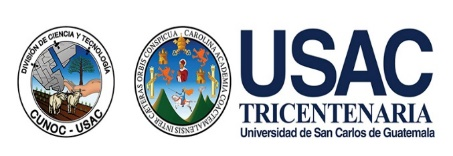 DIVISIÓN DE CIENCIA Y TECNOLOGÍA
CUNOC - USAC
CAROLINA ACADEMIA COACTEMALENSIS INTER CÆTERAS ORBIS CONSPICUA
USAC
TRICENTENARIA
Universidad de San Carlos de Guatemala